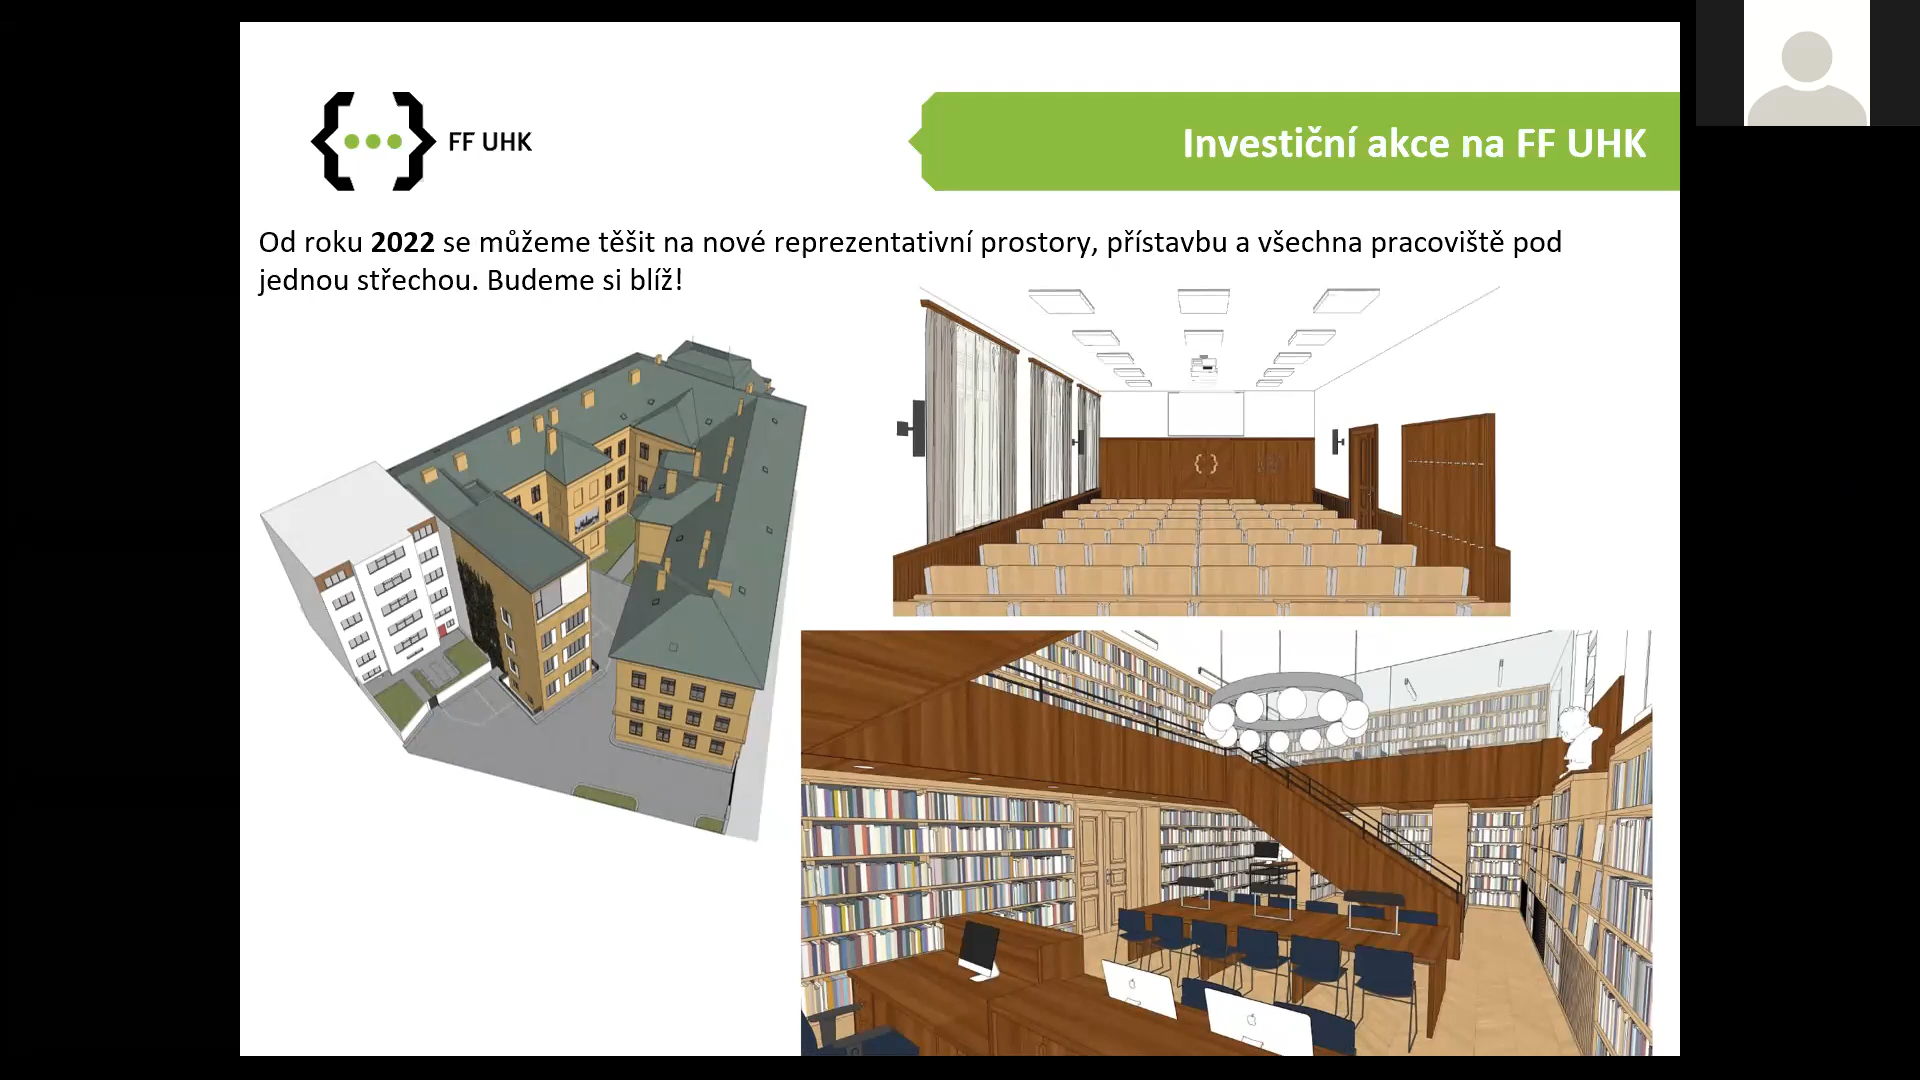 FF UHK
Investiční akce na FF UHK
Od roku 2022 se můžeme těšit na nové reprezentativní prostory, přístavbu a všechna pracoviště pod
jednou střechou. Budeme si blíž!